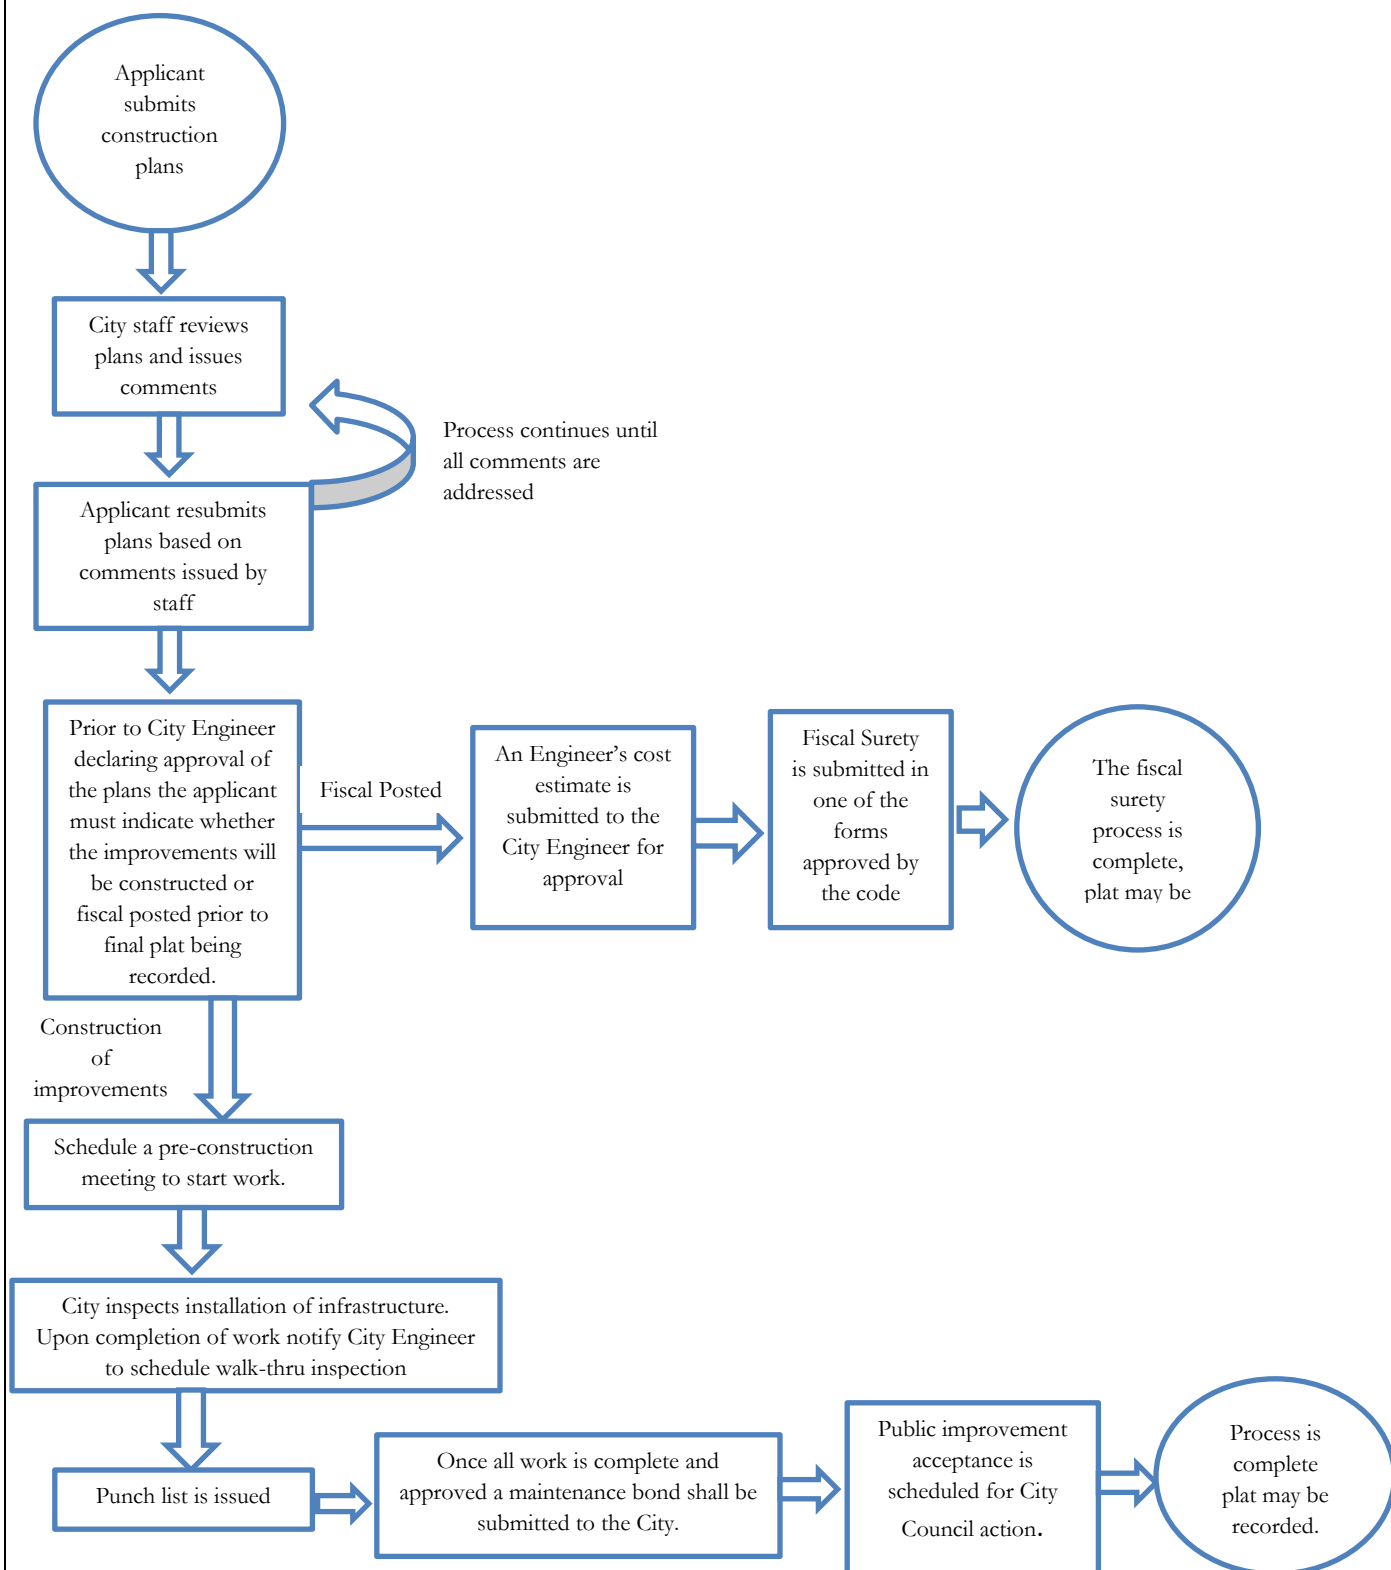 Applicant
submits
construction
plans
City staff reviews
plans and issues
comments
Process continues until
all comments are
addressed
Applicant resubmits
plans based on
comments issued by
staff
Prior to City Engineer
declaring approval of
the plans the applicant
must indicate whether
the improvements will
be constructed or
fiscal posted prior to
final plat being
recorded.
Fiscal Posted
An Engineer’s cost
estimate is
submitted to the
City Engineer for
approval
Fiscal Surety
is submitted in
one of the
forms
approved by
the code
The fiscal
surety
process is
complete,
plat may be
Construction
of
improvements
Schedule a pre-construction
meeting to start work.
City inspects installation of infrastructure.
Upon completion of work notify City Engineer
to schedule walk-thru inspection
Punch list is issued
Once all work is complete and
approved a maintenance bond shall be
submitted to the City.
Public improvement
acceptance is
scheduled for City
Council action.
Process is
complete
plat may be
recorded.